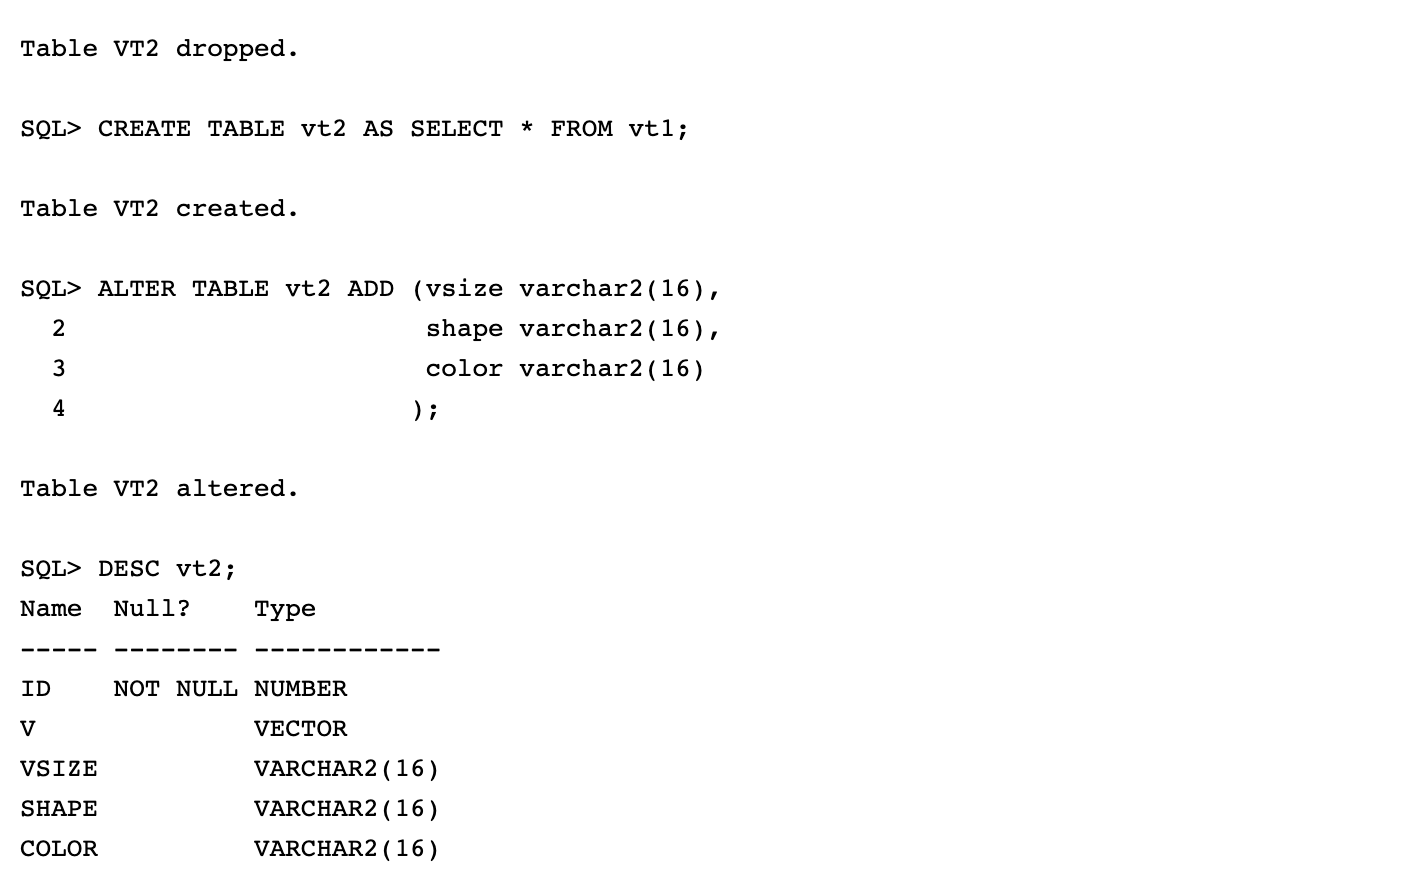 Table VT2 dropped.
SQL> CREATE TABLE vt2 AS SELECT * FROM vt1;
Table VT2 created.
SQL> ALTER TABLE vt2 ADD (vsize varchar2(16),
  2                       shape varchar2(16),
  3                       color varchar2(16)
  4                      );
Table VT2 altered.
SQL> DESC vt2;
Name  Null?    Type
----- -------- ------------
ID    NOT NULL NUMBER
V              VECTOR
VSIZE          VARCHAR2(16)
SHAPE          VARCHAR2(16)
COLOR          VARCHAR2(16)